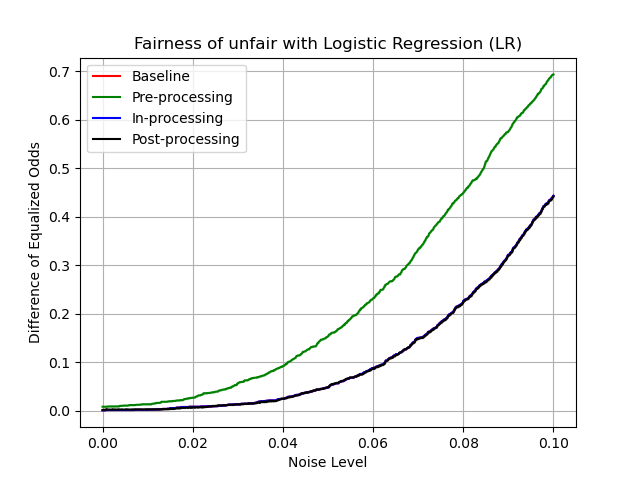 Fairness of unfair with Logistic Regression (LR)
Baseline
Pre-processing
In-processing
Post-processing
Difference of Equalized Odds
0.7
0.6
0.5
0.4
0.3
0.2
0.1
0.0
0.00 0.02 0.04 0.06 0.08 0.10
Noise Level